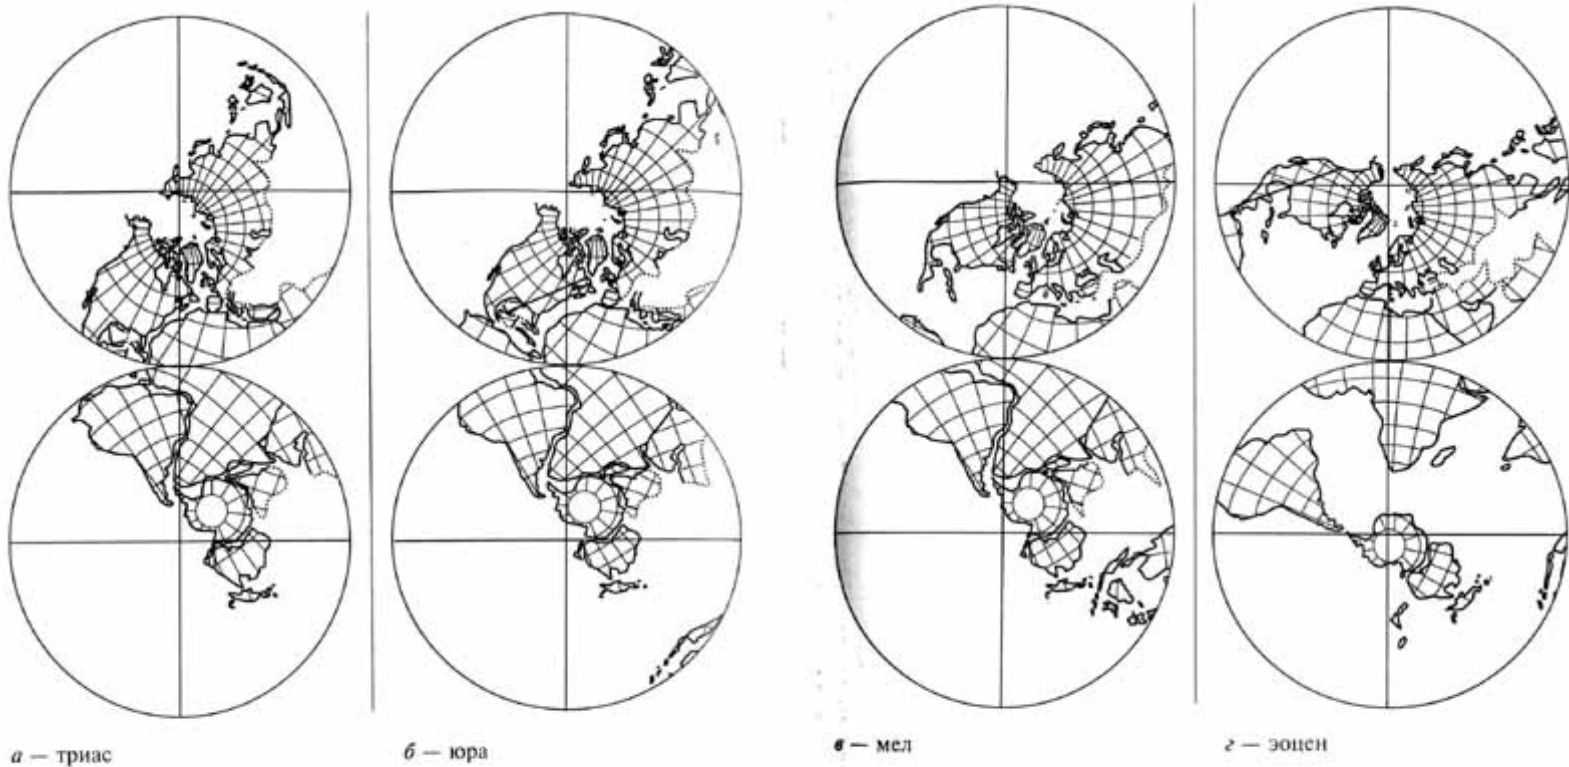 а — триас
б — юра
в — мел
г — эоцен